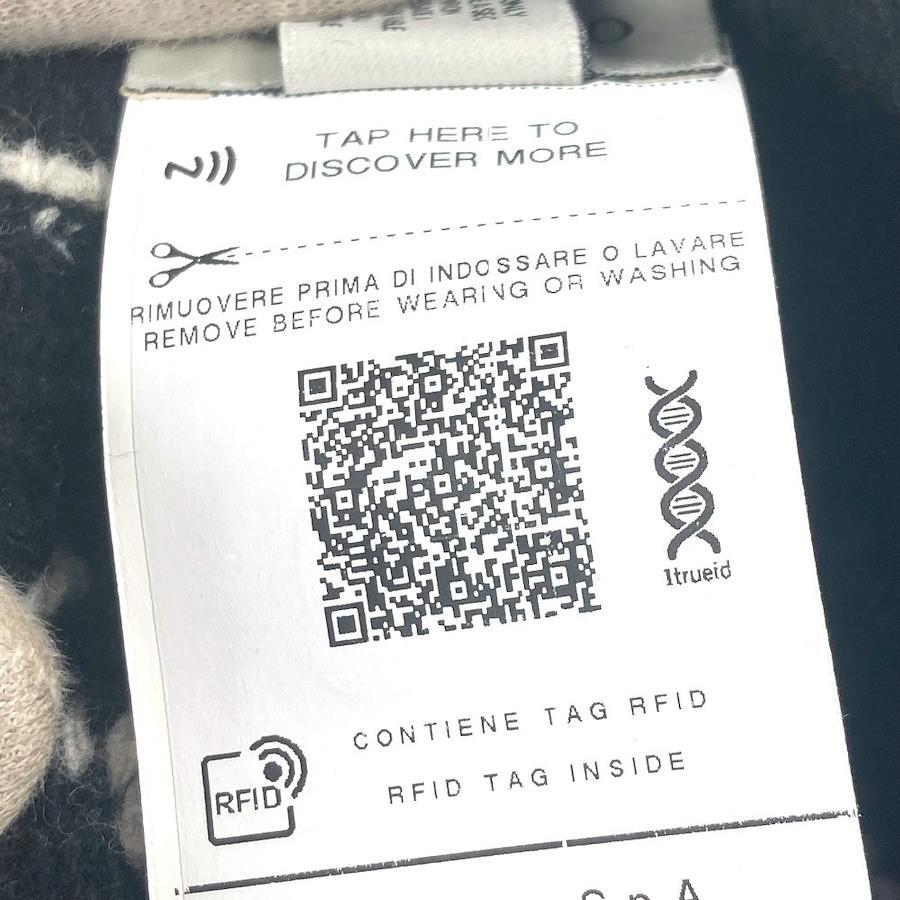 TAP HERE TO
DISCOVER MORE
RIMUOVERE PRIMA DI INDOSSARE O LAVARE
REMOVE BEFORE WEARING OR WASHING
1trueid
CONTIENE TAG RFID
RFID TAG INSIDE
RFID
S.p.A.